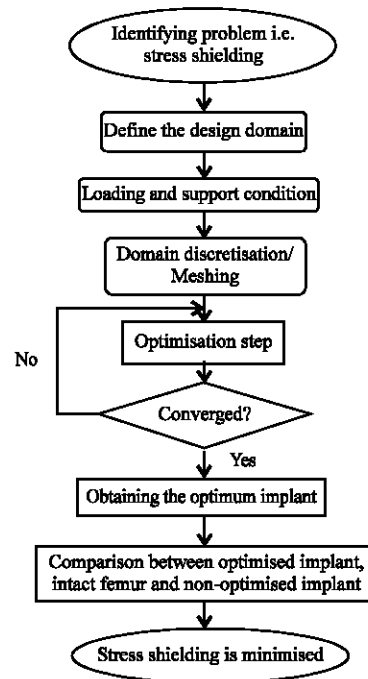 Identifying problem i.e.
stress shielding
Define the design domain
Loading and support condition
Domain discretisation/
Meshing
Optimisation step
No
Converged?
Yes
Obtaining the optimum implant
Comparison between optimised implant,
intact femur and non-optimised implant
Stress shielding is minimised